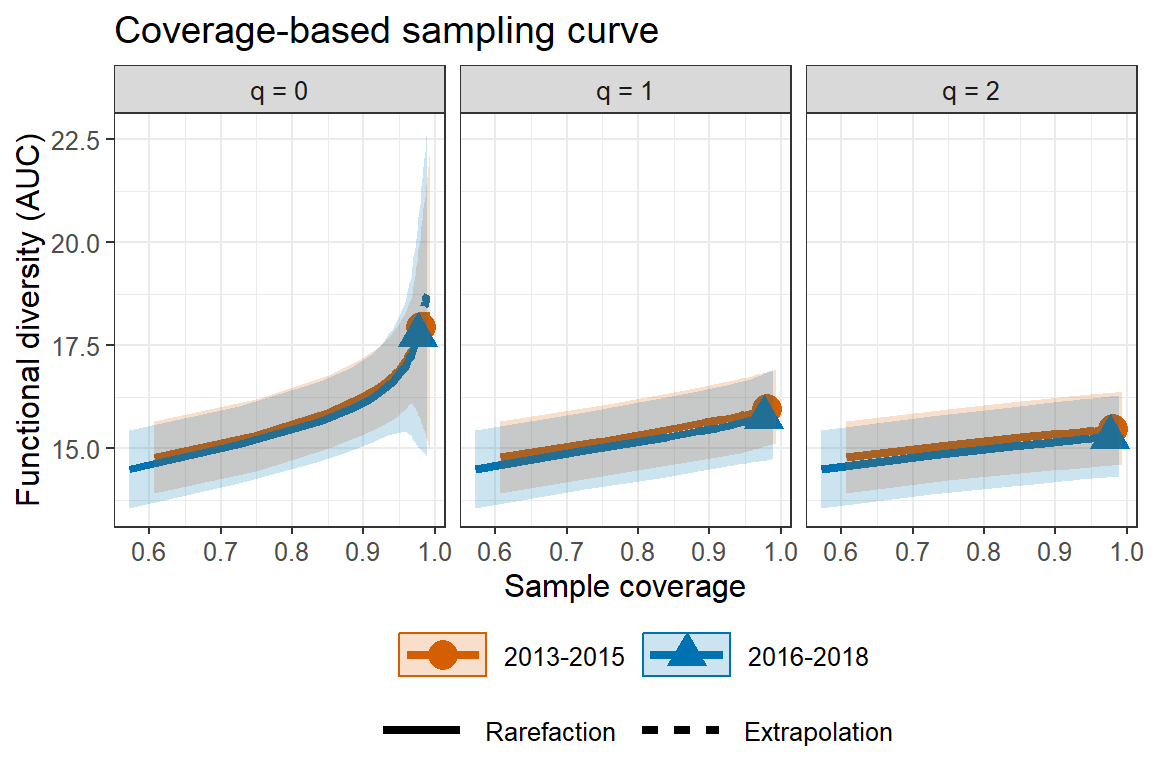 Coverage-based sampling curve
q = 0
q = 1
q = 2
Functional diversity (AUC)
22.5
20.0
17.5
15.0
0.6 0.7 0.8 0.9 1.0
0.6 0.7 0.8 0.9 1.0
0.6 0.7 0.8 0.9 1.0
Sample coverage
2013-2015
2016-2018
Rarefaction
Extrapolation